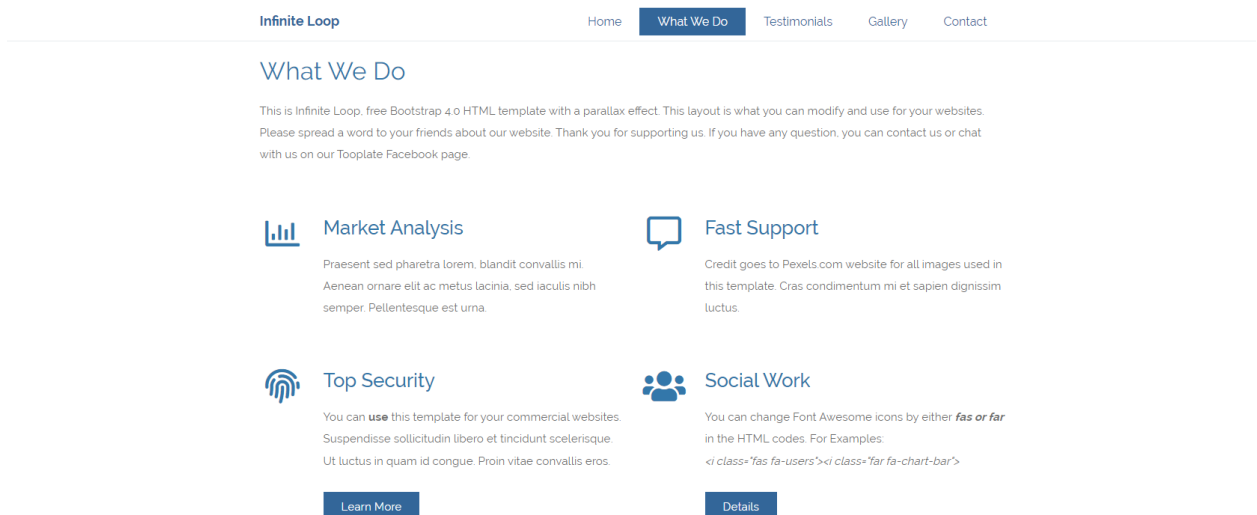 Infinite Loop
Home What We Do Testimonials Gallery Contact
What We Do
This is Infinite Loop, free Bootstrap 4.0 HTML template with a parallax effect. This layout is what you can modify and use for your websites.
Please spread a word to your friends about our website. Thank you for supporting us. If you have any question, you can contact us or chat
with us on our Tooplate Facebook page.
Market Analysis
Praesent sed pharetra lorem, blandit convallis mi.
Aenean ornare elit ac metus lacinia, sed iaculis nibh
semper. Pellentesque est urna.
Fast Support
Credit goes to Pexels.com website for all images used in
this template. Cras condimentum mi et sapien dignissim
luctus.
Top Security
You can use this template for your commercial websites.
Suspendisse sollicitudin libero et tincidunt scelerisque.
Ut luctus in quam id congue. Proin vitae convallis eros.
Learn More
Social Work
You can change Font Awesome icons by either fas or far
in the HTML codes. For Examples:
<i class="fas fa-users"><i class="far fa-chart-bar">
Details